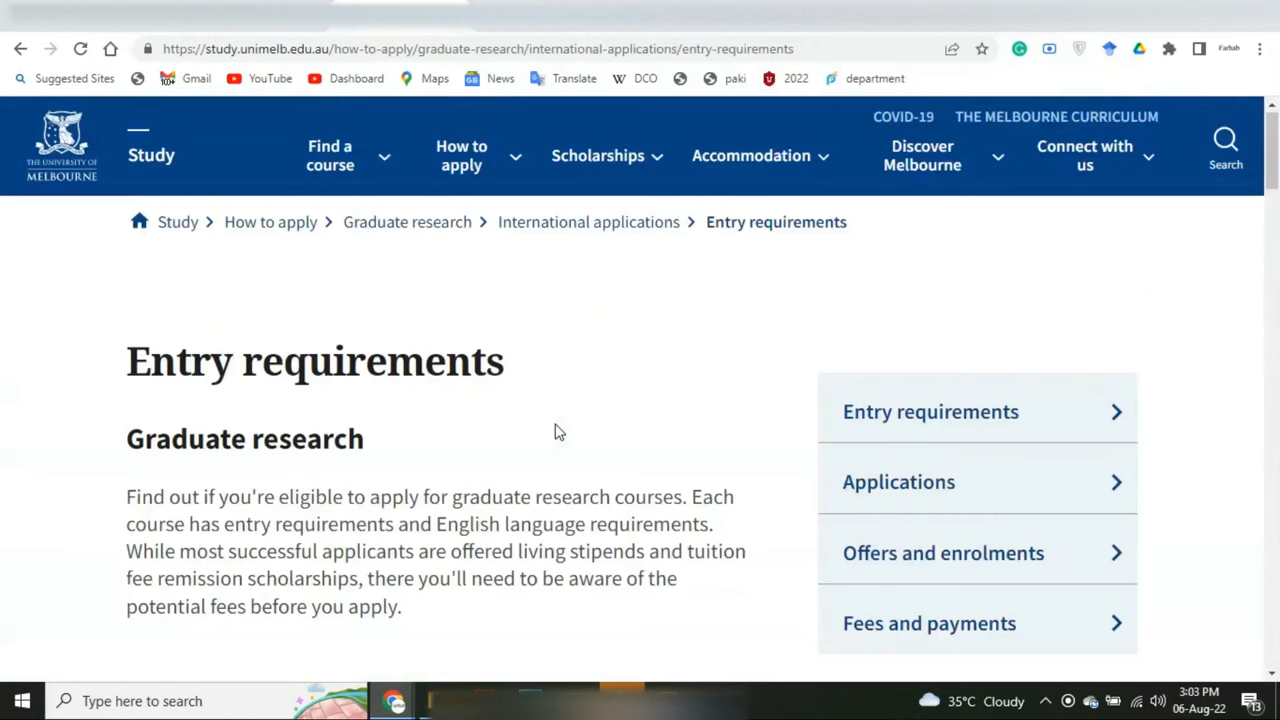 https://study.unimelb.edu.au/how-to-apply/graduate-research/international-applications/entry-requirements
Farhab
Suggested Sites
100+
Gmail
YouTube
Dashboard
Maps
News
Translate
W
DCO
paki
2022
department
COVID-19 THE MELBOURNE CURRICULUM
THE UNIVERSITY OF
MELBOURNE
Study
Find a
course
How to
apply
Scholarships
Accommodation
Discover
Melbourne
Connect with
us
Search
Study
How to apply
Graduate research
International applications
Entry requirements
Entry requirements
Graduate research
Find out if you're eligible to apply for graduate research courses. Each
course has entry requirements and English language requirements.
While most successful applicants are offered living stipends and tuition
fee remission scholarships, there you'll need to be aware of the
potential fees before you apply.
Entry requirements
Applications
Offers and enrolments
Fees and payments
Type here to search
35°C Cloudy
3:03 PM
06-Aug-22
13